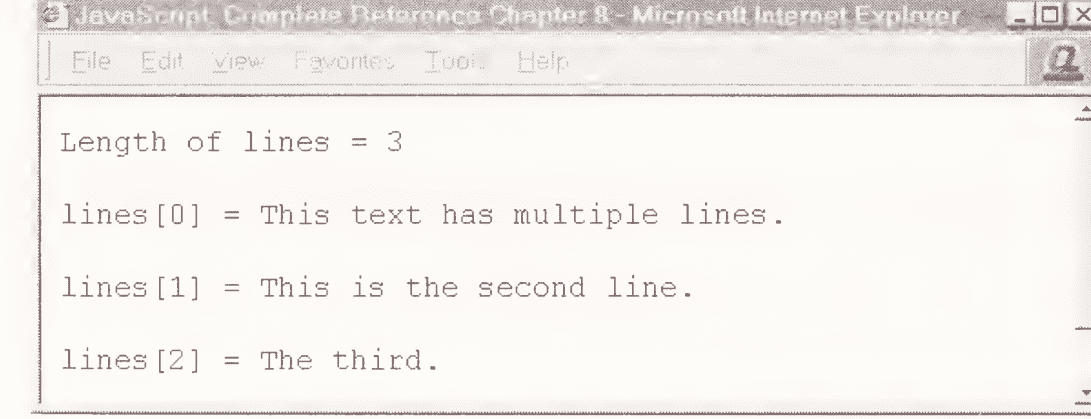 JavaScript Complete Reference Chapter 8 - Microsoft Internet Explorer
File Edit View Favorites Tools Help
Length of lines = 3
lines[0] = This text has multiple lines.
lines[1] = This is the second line.
lines[2] = The third.